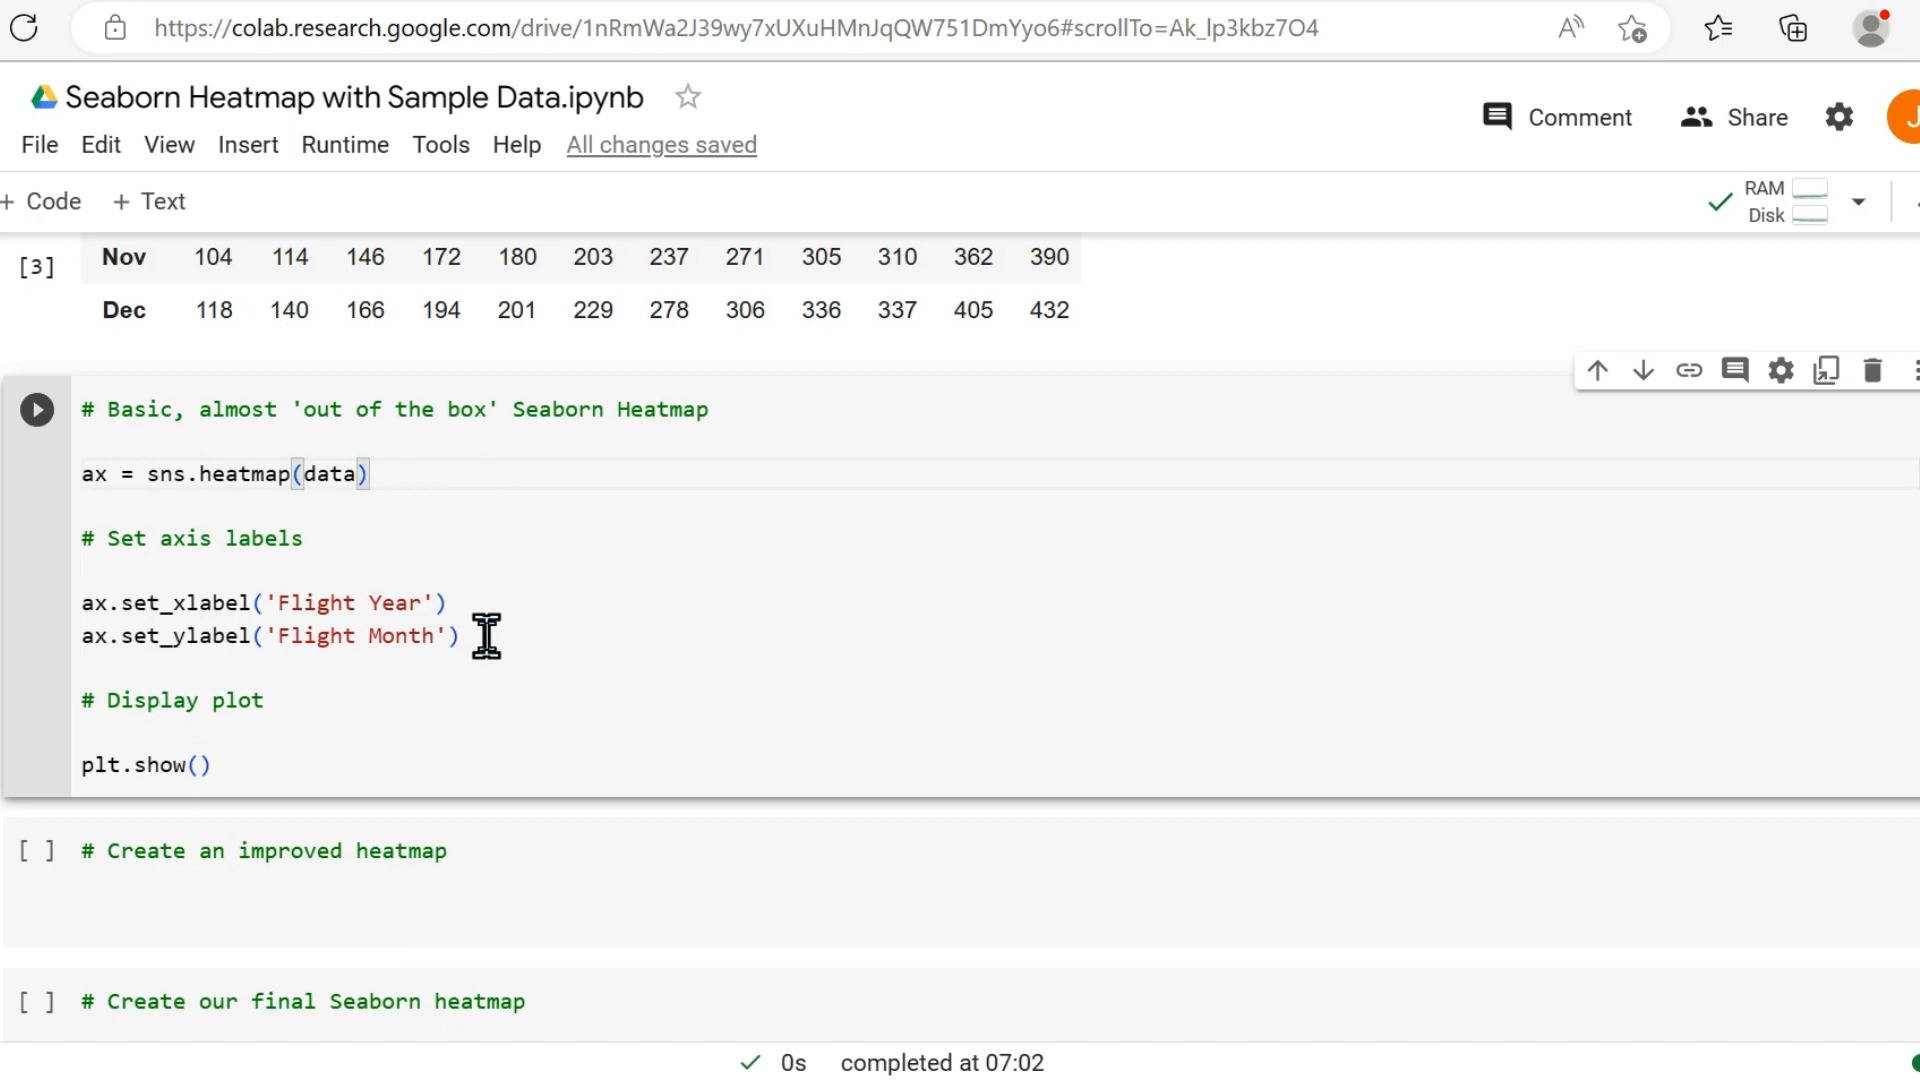 https://colab.research.google.com/drive/1nRmWa2J39wy7xUXuHMnJqQW751DmYyo6#scrollTo=Ak_lp3kbz7O4
Seaborn Heatmap with Sample Data.ipynb
Comment Share J
File Edit View Insert Runtime Tools Help All changes saved
+ Code + Text
RAM
Disk
[3] Nov 104 114 146 172 180 203 237 271 305 310 362 390
Dec 118 140 166 194 201 229 278 306 336 337 405 432
# Basic, almost 'out of the box' Seaborn Heatmap
ax = sns.heatmap(data)
# Set axis labels
ax.set_xlabel('Flight Year')
ax.set_ylabel('Flight Month')
# Display plot
plt.show()
[ ] # Create an improved heatmap
[ ] # Create our final Seaborn heatmap
0s completed at 07:02